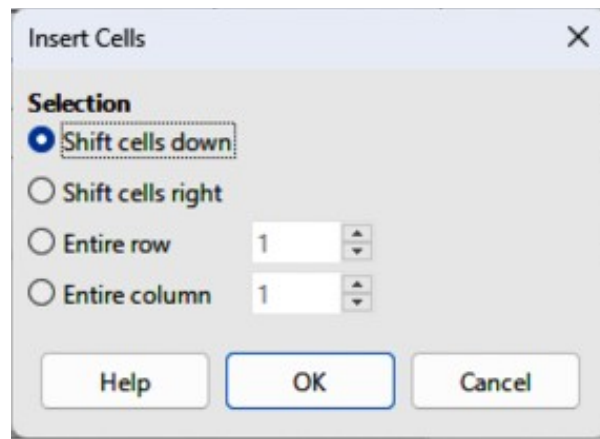 Insert Cells
Selection
Shift cells down
Shift cells right
Entire row 1
Entire column 1
Help OK Cancel